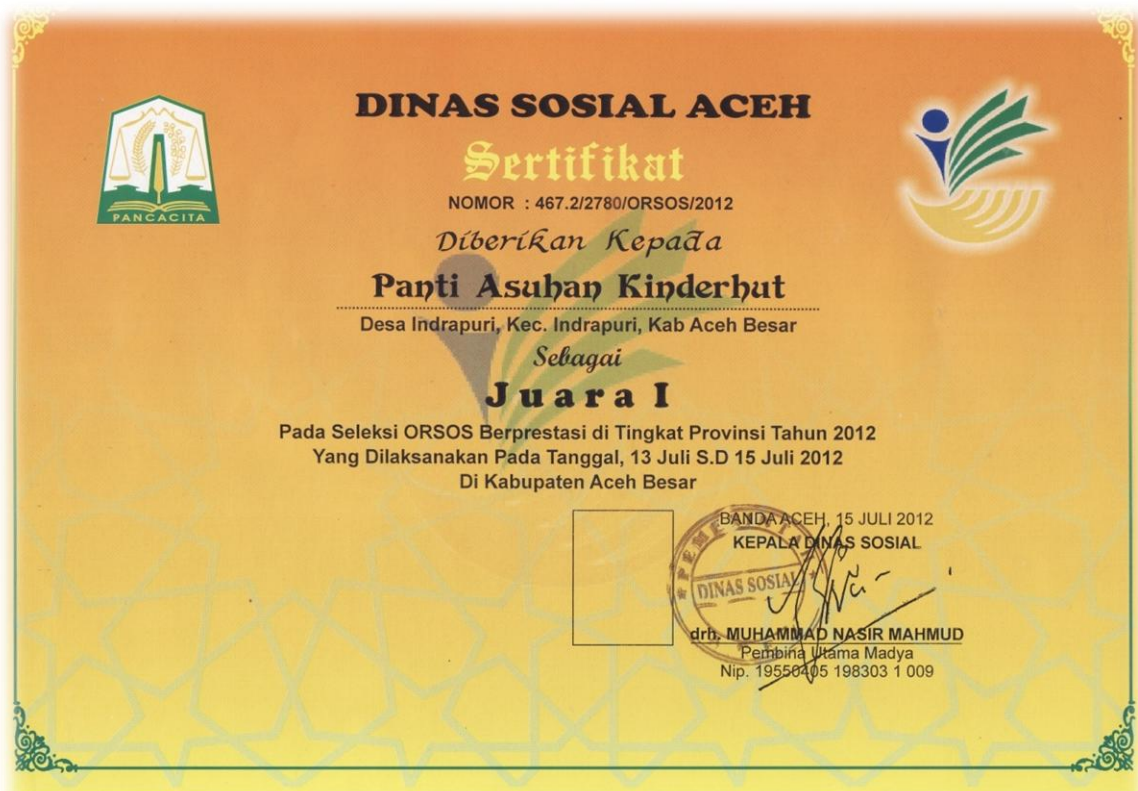 DINAS SOSIAL ACEH
Sertifikat
PANCACITA
NOMOR : 467.2/2780/ORSOS/2012
Diberikan Kepada
Panti Asuhan Kinderhut
Desa Indrapuri, Kec. Indrapuri, Kab Aceh Besar
Sebagai
Juara I
Pada Seleksi ORSOS Berprestasi di Tingkat Provinsi Tahun 2012
Yang Dilaksanakan Pada Tanggal, 13 Juli S.D 15 Juli 2012
Di Kabupaten Aceh Besar
BANDA ACEH, 15 JULI 2012
KEPALA DINAS SOSIAL
DINAS SOSIAL
drh. MUHAMMAD NASIR MAHMUD
Pembina Utama Madya
Nip. 19550405 198303 1 009